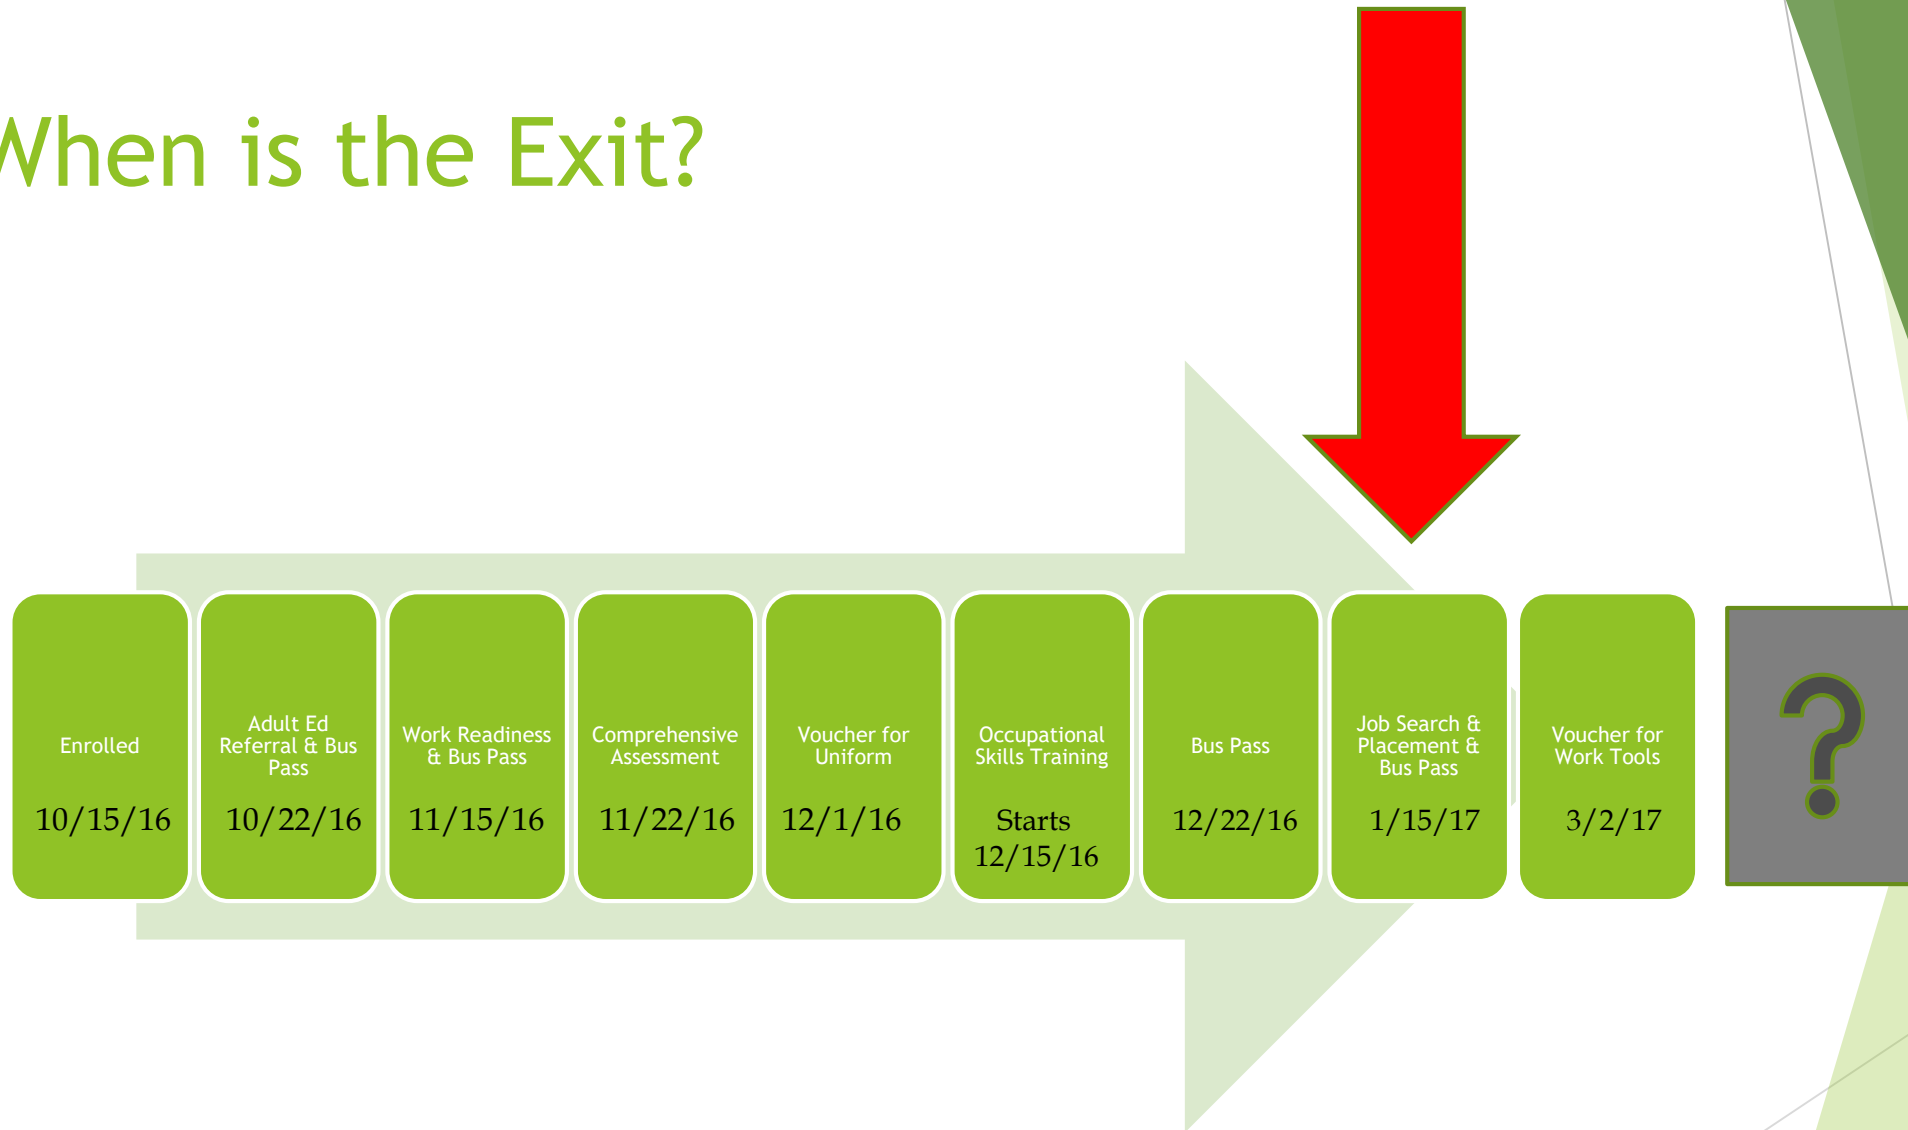 When is the Exit?
Enrolled
10/15/16
Adult Ed
Referral & Bus
Pass
10/22/16
Work Readiness
& Bus Pass
11/15/16
Comprehensive
Assessment
11/22/16
Voucher for
Uniform
12/1/16
Occupational
Skills Training
Starts
12/15/16
Bus Pass
12/22/16
Job Search &
Placement &
Bus Pass
1/15/17
Voucher for
Work Tools
3/2/17
?